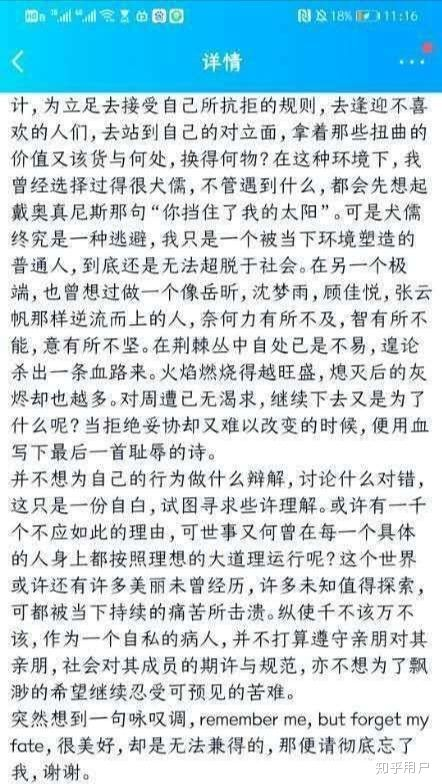 HD 18% 11:16
详情
计,为立足去接受自己所抗拒的规则,去逢迎不喜
欢的人们,去站到自己的对立面,拿着那些扭曲的
价值又该货与何处,换得何物?在这种环境下,我
曾经选择过得很犬儒,不管遇到什么,都会先想起
戴奥真尼斯那句“你挡住了我的太阳”。可是犬儒
终究是一种逃避,我只是一个被当下环境塑造的
普通人,到底还是无法超脱于社会。在另一个极
端,也曾想过做一个像岳昕,沈梦雨,顾佳悦,张云
帆那样逆流而上的人,奈何力有所不及,智有所不
能,意有所不坚。在荆棘丛中自处已是不易,遑论
杀出一条血路来。火焰燃烧得越旺盛,熄灭后的灰
烬却也越多。对周遭已无渴求,继续下去又是为了
什么呢?当拒绝妥协却又难以改变的时候,便用血
写下最后一首耻辱的诗。
并不想为自己的行为做什么辩解,讨论什么对错,
这只是一份自白,试图寻求些许理解。或许有一千
个不应如此的理由,可世事又何曾在每一个具体
的人身上都按照理想的大道理运行呢?这个世界
或许还有许多美丽未曾经历,许多未知值得探索,
可都被当下持续的痛苦所击溃。纵使千不该万不
该,作为一个自私的病人,并不打算遵守亲朋对其
亲朋,社会对其成员的期许与规范,亦不想为了飘
渺的希望继续忍受可预见的苦难。
突然想到一句咏叹调,remember me, but forget my
fate,很美好,却是无法兼得的,那便请彻底忘了
我,谢谢。
知乎用户